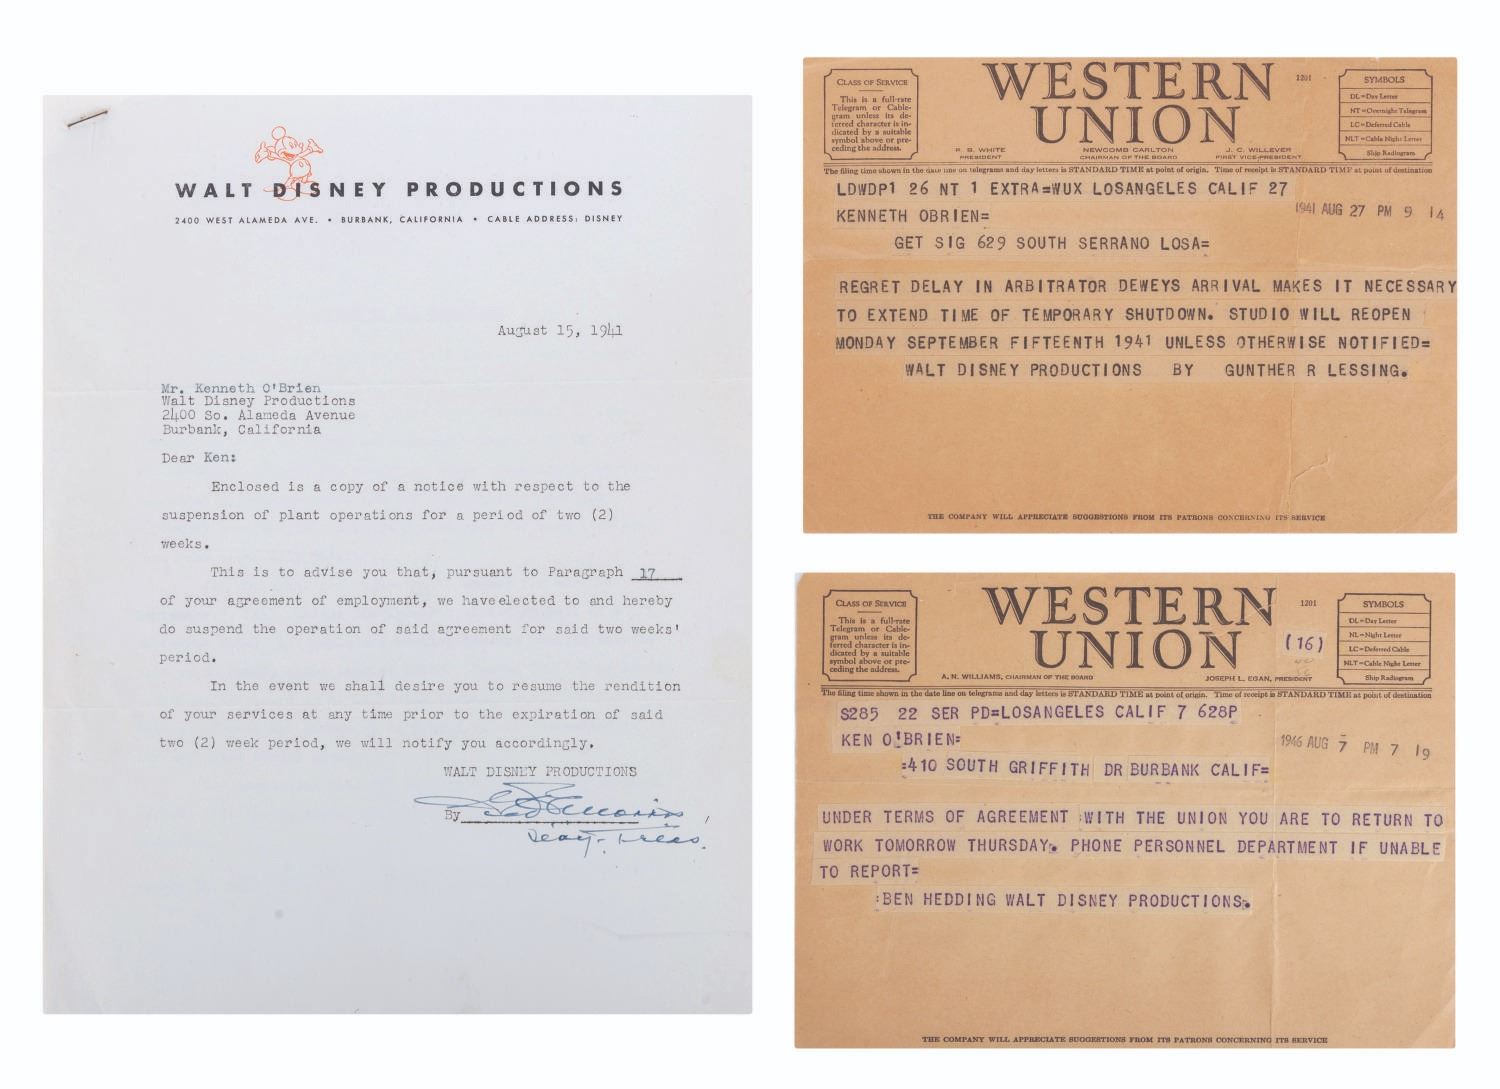 WALT DISNEY PRODUCTIONS
2400 WEST ALAMEDA AVE. • BURBANK, CALIFORNIA • CABLE ADDRESS: DISNEY
August 15, 1941
Mr. Kenneth O'Brien
Walt Disney Productions
2400 So. Alameda Avenue
Burbank, California
Dear Ken:
Enclosed is a copy of a notice with respect to the
suspension of plant operations for a period of two (2)
weeks.
This is to advise you that, pursuant to Paragraph 17
of your agreement of employment, we have elected to and hereby
do suspend the operation of said agreement for said two weeks'
period.
In the event we shall desire you to resume the rendition
of your services at any time prior to the expiration of said
two (2) week period, we will notify you accordingly.
WALT DISNEY PRODUCTIONS
By
CLASS OF SERVICE
This is a full-rate
Telegram or Cable-
gram unless its de-
ferred character is in-
dicated by a suitable
symbol above or pre-
ceding the address.
WESTERN
UNION
1201
R. B. WHITE
PRESIDENT
NEWCOMB CARLTON
CHAIRMAN OF THE BOARD
J. C. WILLEVER
FIRST VICE-PRESIDENT
SYMBOLS
DL=Day Letter
NT=Overnight Telegram
LC=Deferred Cable
NLT=Cable Night Letter
Ship Radiogram
The filing time shown in the date line on telegrams and day letters is STANDARD TIME at point of origin. Time of receipt is STANDARD TIME at point of destination
LDWDP1 26 NT 1 EXTRA=WUX LOSANGELES CALIF 27
KENNETH OBRIEN=
1941 AUG 27 PM 9 14
GET SIG 629 SOUTH SERRANO LOSA=
REGRET DELAY IN ARBITRATOR DEWEYS ARRIVAL MAKES IT NECESSARY
TO EXTEND TIME OF TEMPORARY SHUTDOWN. STUDIO WILL REOPEN
MONDAY SEPTEMBER FIFTEENTH 1941 UNLESS OTHERWISE NOTIFIED=
WALT DISNEY PRODUCTIONS BY GUNTHER R LESSING.
THE COMPANY WILL APPRECIATE SUGGESTIONS FROM ITS PATRONS CONCERNING ITS SERVICE
CLASS OF SERVICE
This is a full-rate
Telegram or Cable-
gram unless its de-
ferred character is in-
dicated by a suitable
symbol above or pre-
ceding the address.
WESTERN
UNION
1201
(16)
A. N. WILLIAMS, CHAIRMAN OF THE BOARD
JOSEPH L. EGAN, PRESIDENT
SYMBOLS
DL=Day Letter
NL=Night Letter
LC=Deferred Cable
NLT=Cable Night Letter
Ship Radiogram
The filing time shown in the date line on telegrams and day letters is STANDARD TIME at point of origin. Time of receipt is STANDARD TIME at point of destination
S285 22 SER PD=LOSANGELES CALIF 7 628P
KEN O'BRIEN=
1946 AUG 7 PM 7 19
:410 SOUTH GRIFFITH DR BURBANK CALIF=
UNDER TERMS OF AGREEMENT :WITH THE UNION YOU ARE TO RETURN TO
WORK TOMORROW THURSDAY. PHONE PERSONNEL DEPARTMENT IF UNABLE
TO REPORT=
:BEN HEDDING WALT DISNEY PRODUCTIONS.
THE COMPANY WILL APPRECIATE SUGGESTIONS FROM ITS PATRONS CONCERNING ITS SERVICE